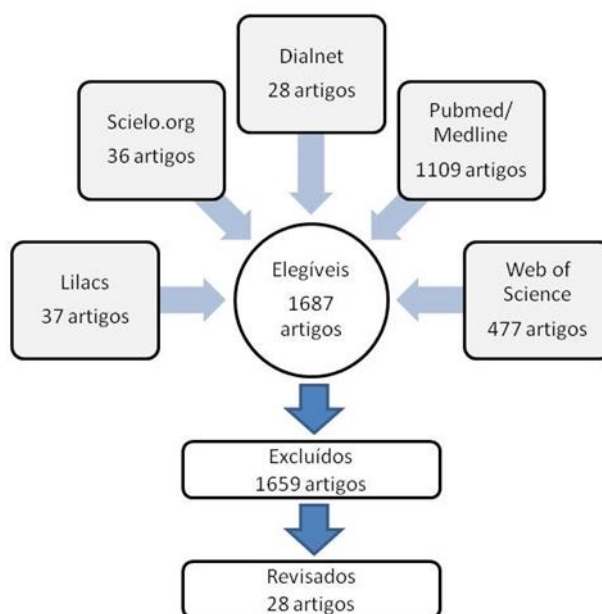 Dialnet
28 artigos
Scielo.org
36 artigos
Pubmed/
Medline
1109 artigos
Lilacs
37 artigos
Elegíveis
1687
artigos
Web of
Science
477 artigos
Excluídos
1659 artigos
Revisados
28 artigos